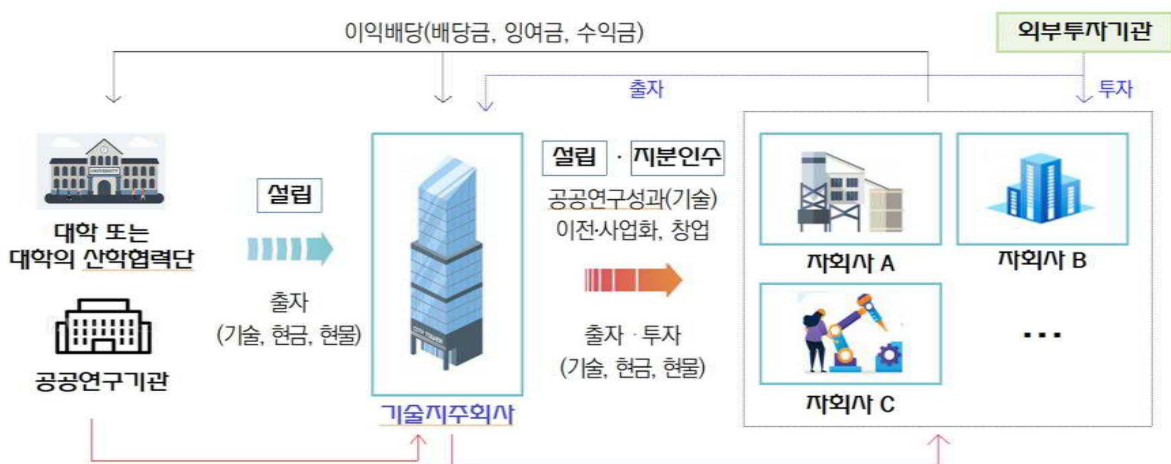 이익배당(배당금, 잉여금, 수익금)
외부투자기관
출자
투자
설립
대학 또는
대학의 산학협력단
출자
(기술, 현금, 현물)
공공연구기관
기술지주회사
설립 · 지분인수
공공연구성과(기술)
이전·사업화, 창업
출자 · 투자
(기술, 현금, 현물)
자회사 A
자회사 B
자회사 C
...